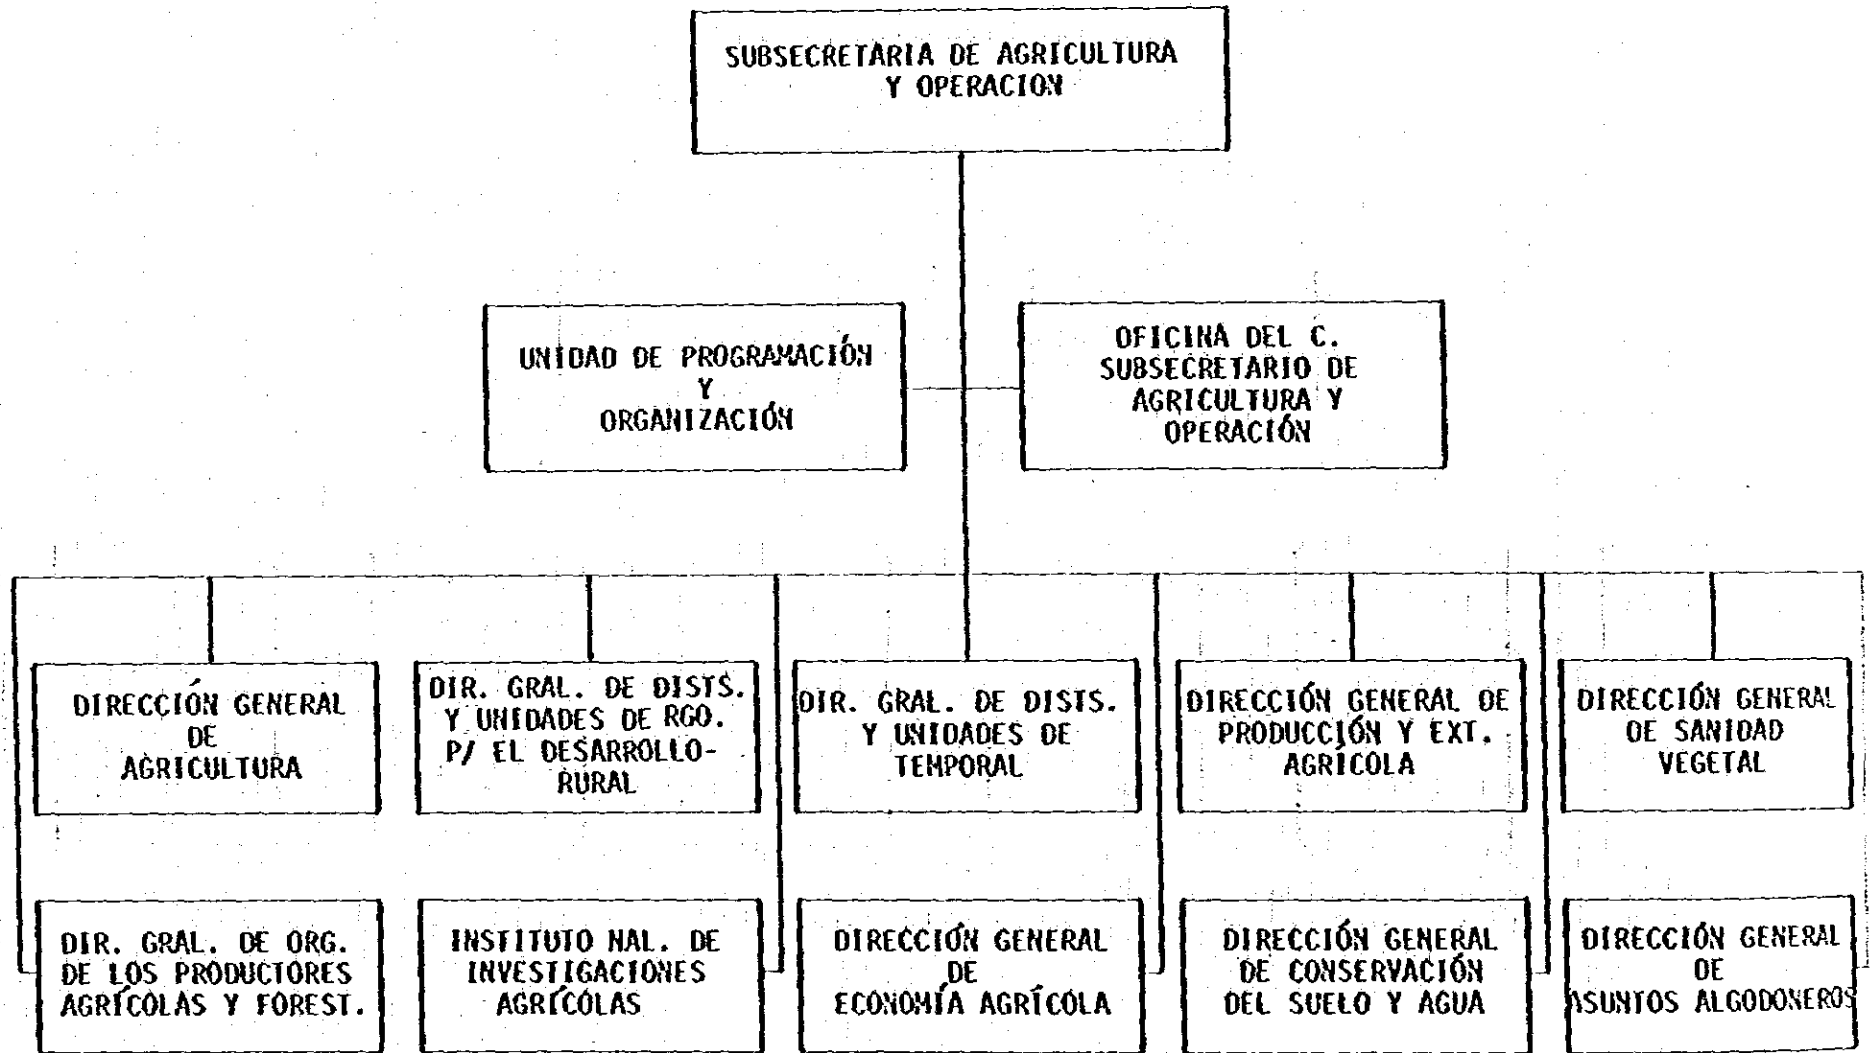 SUBSECRETARIA DE AGRICULTURA
Y OPERACION
UNIDAD DE PROGRAMACIÓN
Y
ORGANIZACIÓN
OFICINA DEL C.
SUBSECRETARIO DE
AGRICULTURA Y
OPERACIÓN
DIRECCIÓN GENERAL
DE
AGRICULTURA
DIR. GRAL. DE DISTS.
Y UNIDADES DE RGO.
P/ EL DESARROLLO-
RURAL
DIR. GRAL. DE DISTS.
Y UNIDADES DE
TEMPORAL
DIRECCIÓN GENERAL DE
PRODUCCIÓN Y EXT.
AGRÍCOLA
DIRECCIÓN GENERAL
DE SANIDAD
VEGETAL
DIR. GRAL. DE ORG.
DE LOS PRODUCTORES
AGRÍCOLAS Y FOREST.
INSTITUTO NAL. DE
INVESTIGACIONES
AGRÍCOLAS
DIRECCIÓN GENERAL
DE
ECONOMÍA AGRÍCOLA
DIRECCIÓN GENERAL
DE CONSERVACIÓN
DEL SUELO Y AGUA
DIRECCIÓN GENERAL
DE
ASUNTOS ALGODONEROS